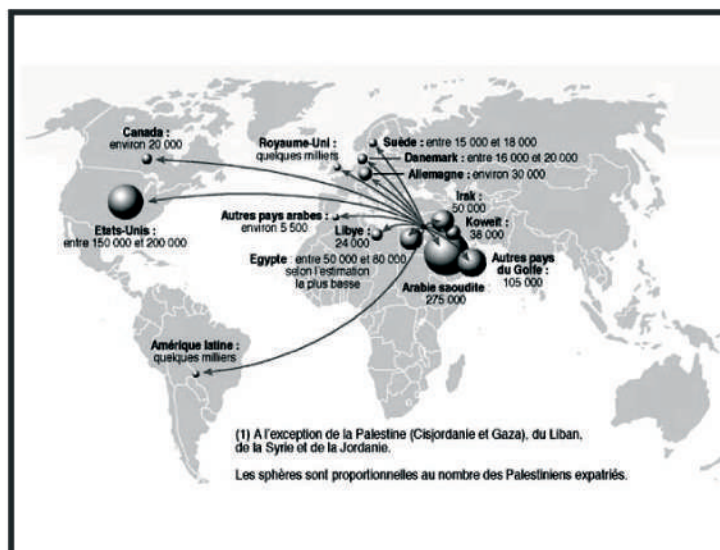 Canada :
environ 20 000
Royaume-Uni :
quelques milliers
Suède : entre 15 000 et 18 000
Danemark : entre 16 000 et 20 000
Allemagne : environ 30 000
Irak :
50 000
Koweït :
38 000
Etats-Unis :
entre 150 000 et 200 000
Autres pays arabes :
environ 5 500
Libye :
24 000
Egypte : entre 50 000 et 60 000
selon l'estimation
la plus basse
Arabie saoudite :
275 000
Autres pays
du Golfe :
105 000
Amérique latine :
quelques milliers
(1) A l'exception de la Palestine (Cisjordanie et Gaza), du Liban,
de la Syrie et de la Jordanie.
Les sphères sont proportionnelles au nombre des Palestiniens expatriés.